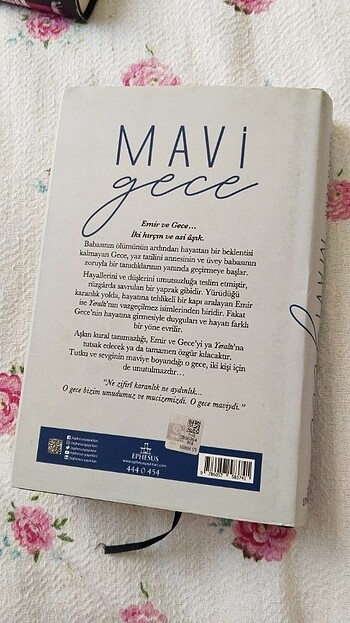 MAVi
gece
Emir ve Gece...
İki hırçın ve asi âşık.
Babasının ölümünün ardından hayattan bir beklentisi
kalmayan Gece, yaz tatilini annesinin ve üvey babasının
zoruyla bir tanıdıklarının yanında geçirmeye başlar.
Hayallerini ve düşlerini umutsuzluğa teslim etmiştir,
rüzgârda savrulan bir yaprak gibidir. Yürüdüğü
karanlık yolda, hayatına tehlikeli bir kapı aralayan Emir
ise Yeraltı'nın vazgeçilmez isimlerinden biridir. Fakat
Gece'nin hayatına girmesiyle duyguları ve hayatı farklı
bir yöne evrilir.
Aşkın kural tanımazlığı, Emir ve Gece'yi ya Yeraltı'na
tutsak edecek ya da tamamen özgür kılacaktır.
Tutku ve sevginin maviye boyandığı o gece, iki kişi için
de unutulmazdır...
"Ne zifiri karanlık ne aydınlık...
O gece bizim umudumuz ve mucizemizdi. O gece maviydi."
EPHESUS
www.ephesusyayinlari.com
444 0 454